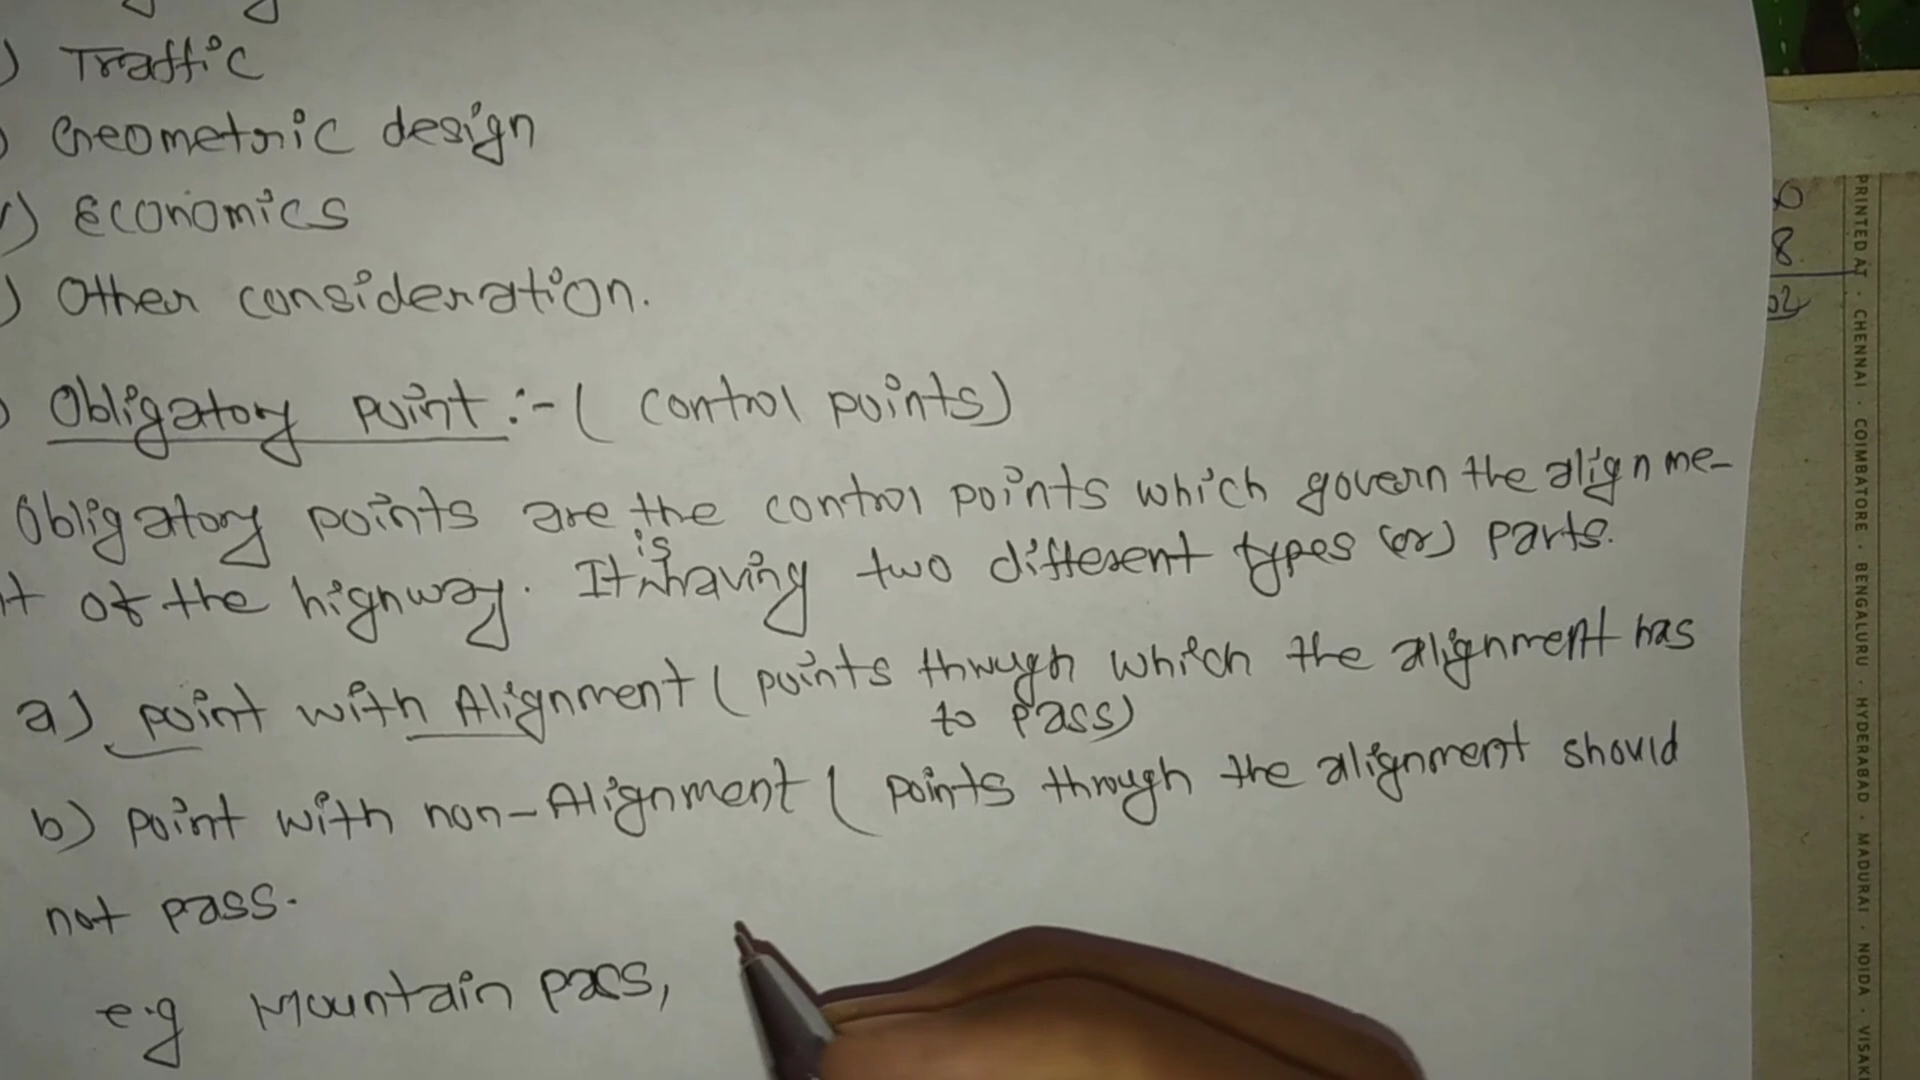 ) Traffic
) Geometric design
) Economics
) Other consideration.
) Obligatory point :- ( control points)
Obligatory points are the control points which govern the alignme-
nt of the highway. It is having two different types (or) parts.
a) point with Alignment ( points through which the alignment has
to pass)
b) point with non-Alignment ( points through the alignment should
not pass.
e.g Mountain pass,
8
02
PRINTED AT · CHENNAI · COIMBATORE · BENGALURU · HYDERABAD · MADURAI · NOIDA · VISAK